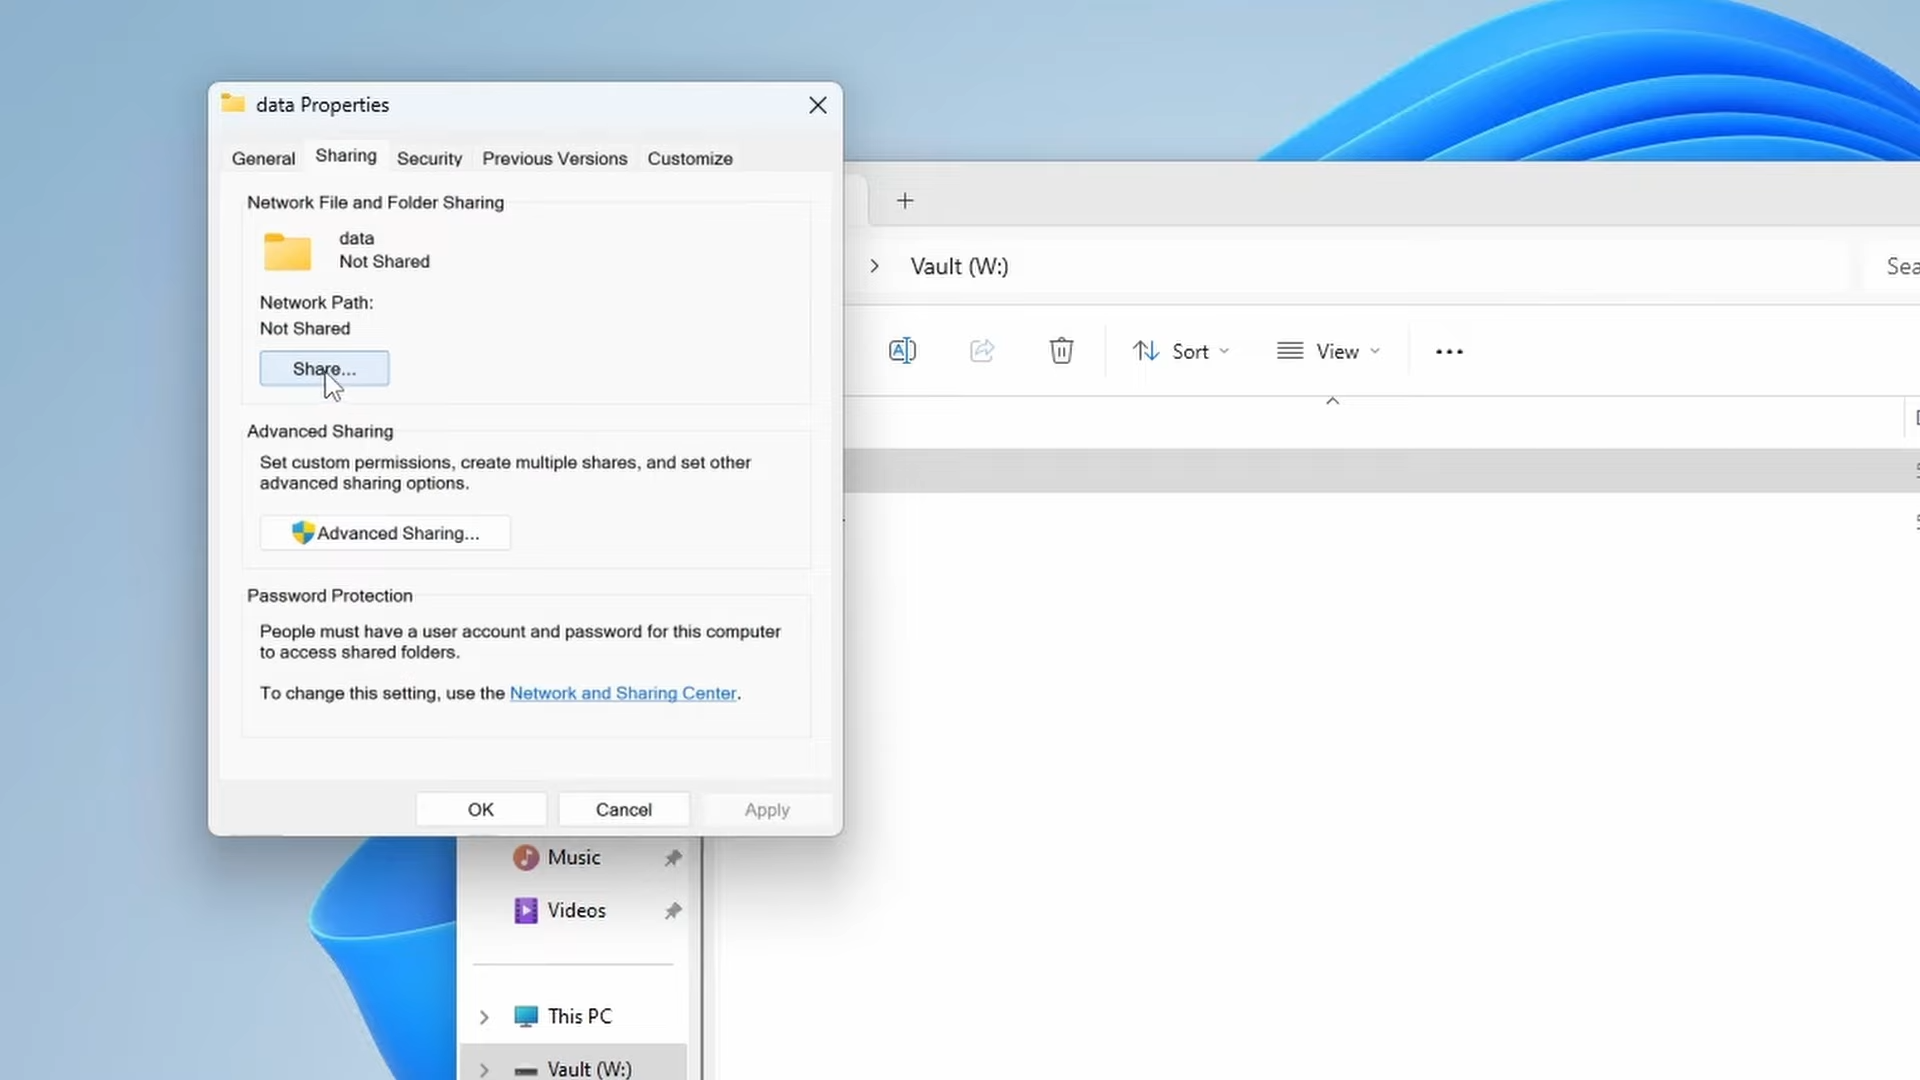 data Properties
General Sharing Security Previous Versions Customize
Network File and Folder Sharing
data
Not Shared
Network Path:
Not Shared
Share...
Advanced Sharing
Set custom permissions, create multiple shares, and set other
advanced sharing options.
Advanced Sharing...
Password Protection
People must have a user account and password for this computer
to access shared folders.
To change this setting, use the Network and Sharing Center.
OK Cancel Apply
Vault (W:)
Sort View
Music
Videos
This PC
Vault (W:)